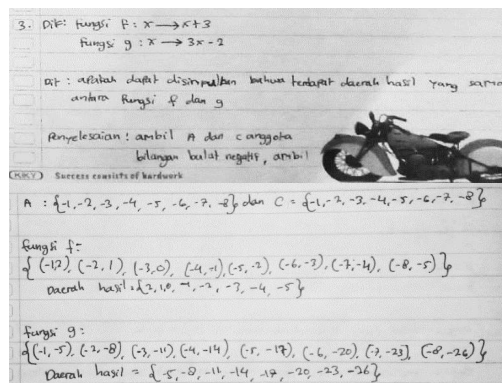 3. Dik: fungsi f : x → x+3
fungsi g : x → 3x - 2
Dit : apakah dapat disimpulkan bahwa terdapat daerah hasil yang sama
antara fungsi f dan g
Penyelesaian : ambil A dan C anggota
bilangan bulat negatif, ambil
KIKY Success consists of hardwork
A : {-1, -2, -3, -4, -5, -6, -7, -8} dan C = {-1, -2, -3, -4, -5, -6, -7, -8}
fungsi f:
{(-1,2), (-2, 1), (-3,0), (-4,-1), (-5, -2), (-6, -3), (-7,-4), (-8, -5)}
Daerah hasil = {2, 1, 0, -1, -2, -3, -4, -5}
fungsi g :
{(-1, -5), (-2, -8), (-3, -11), (-4, -14), (-5, -17), (-6, -20), (-7, -23), (-8, -26)}
Daerah hasil = {-5, -8, -11, -14, -17, -20, -23, -26}